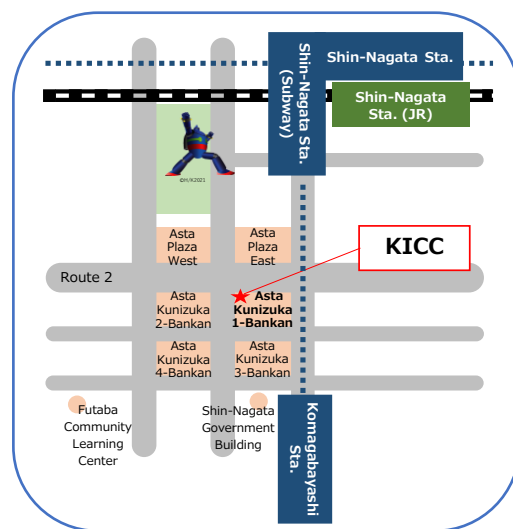 Shin-Nagata Sta.
Shin-Nagata Sta.
(Subway)
Shin-Nagata
Sta. (JR)
©H/K2021
Asta
Plaza
West
Asta
Plaza
East
KICC
Route 2
Asta
Kunizuka
2-Bankan
Asta
Kunizuka
1-Bankan
Asta
Kunizuka
4-Bankan
Asta
Kunizuka
3-Bankan
Futaba
Community
Learning
Center
Shin-Nagata
Government
Building
Komagabayashi
Sta.